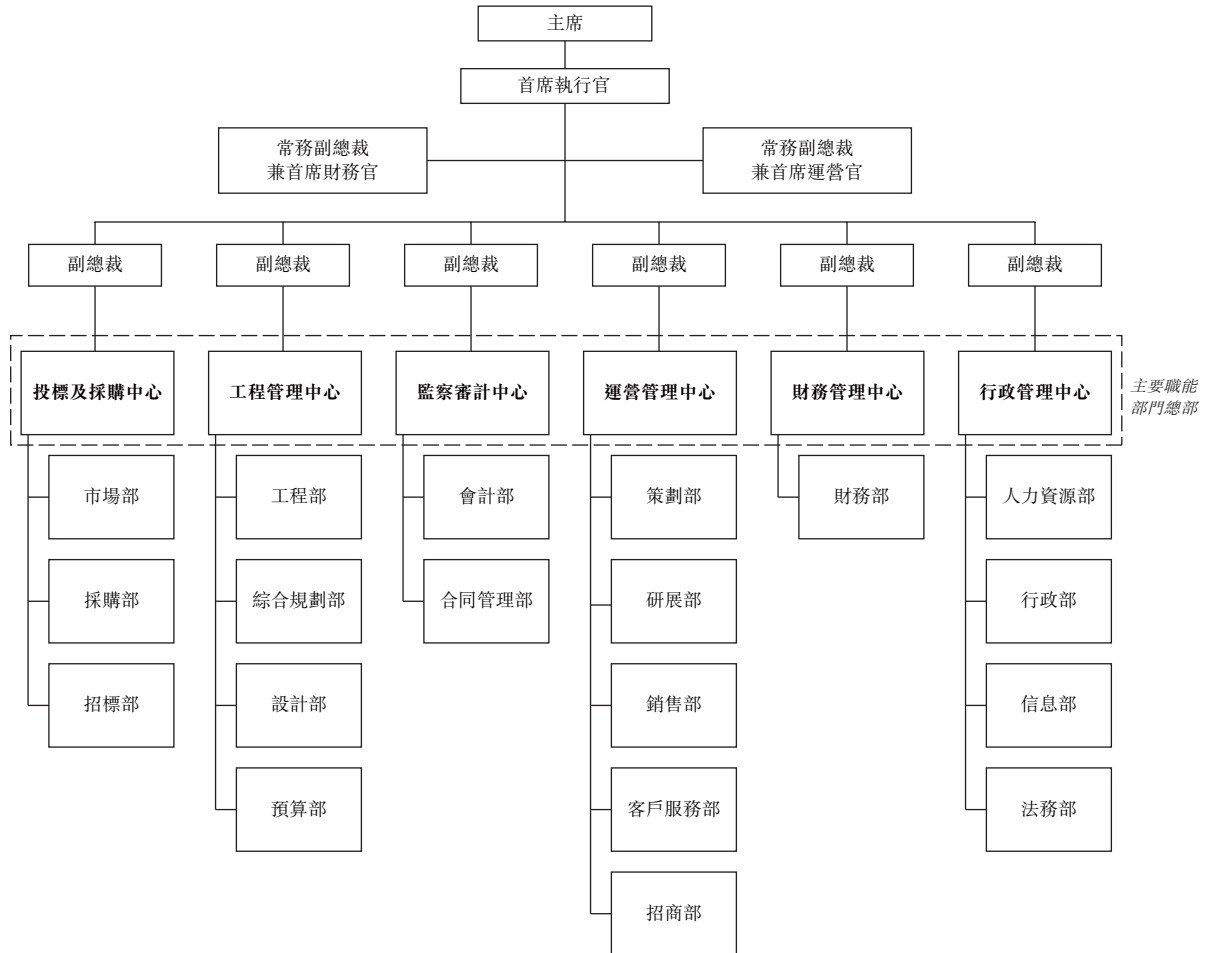 主席
首席執行官
常務副總裁
兼首席財務官
常務副總裁
兼首席運營官
副總裁
副總裁
副總裁
副總裁
副總裁
副總裁
投標及採購中心
工程管理中心
監察審計中心
運營管理中心
財務管理中心
行政管理中心
主要職能
部門總部
市場部
工程部
會計部
策劃部
財務部
人力資源部
採購部
綜合規劃部
合同管理部
研展部
行政部
招標部
設計部
銷售部
信息部
預算部
客戶服務部
法務部
招商部